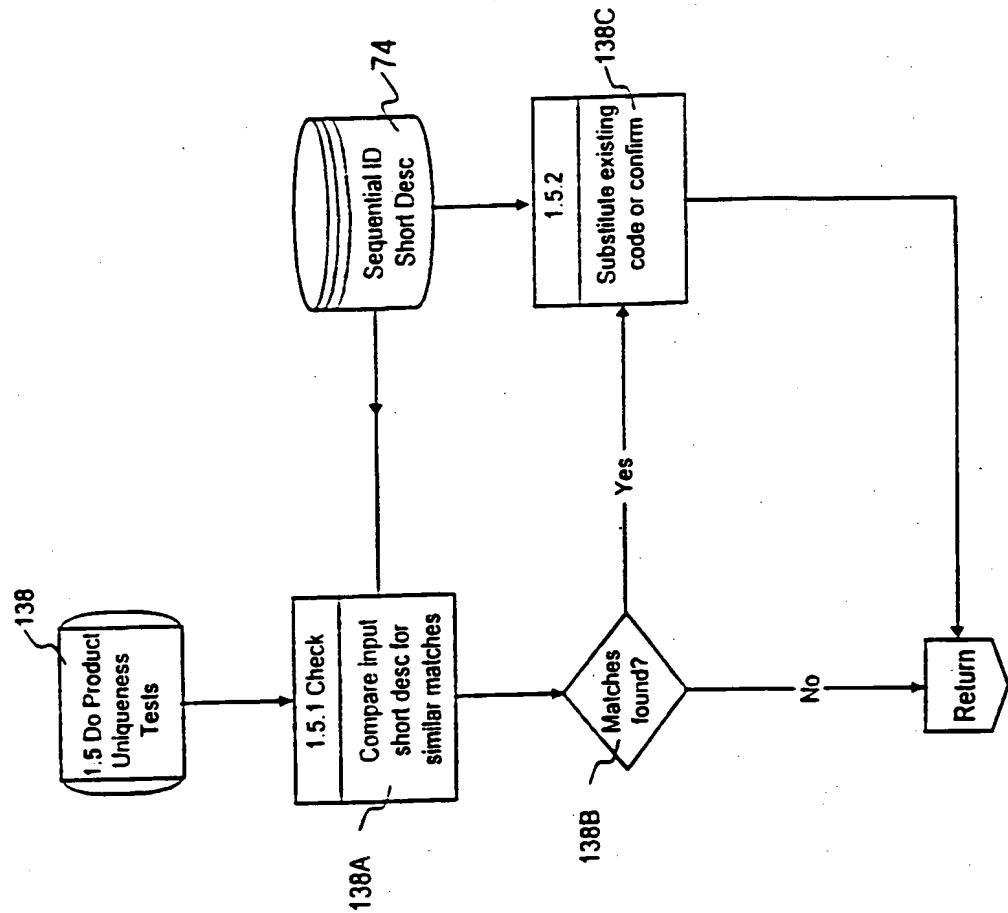 138
1.5 Do Product
Uniqueness
Tests
1.5.1 Check
Compare Input
short desc for
similar matches
138A
Sequential ID
Short Desc
74
Matches
found?
138B
Yes
No
1.5.2
Substitute existing
code or confirm
138C
Return